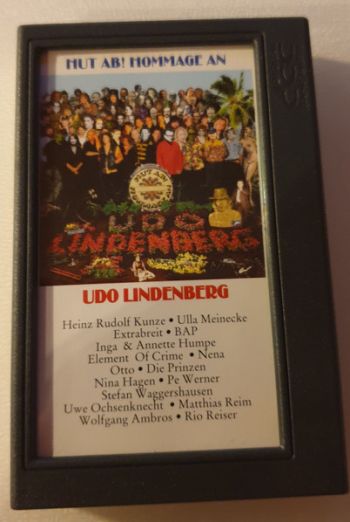 HUT AB! HOMMAGE AN
HUT AB!
UDO
LINDENBERG
UDO LINDENBERG
Heinz Rudolf Kunze • Ulla Meinecke
Extrabreit • BAP
Inga & Annette Humpe
Element Of Crime • Nena
Otto • Die Prinzen
Nina Hagen • Pe Werner
Stefan Waggershausen
Uwe Ochsenknecht • Matthias Reim
Wolfgang Ambros • Rio Reiser